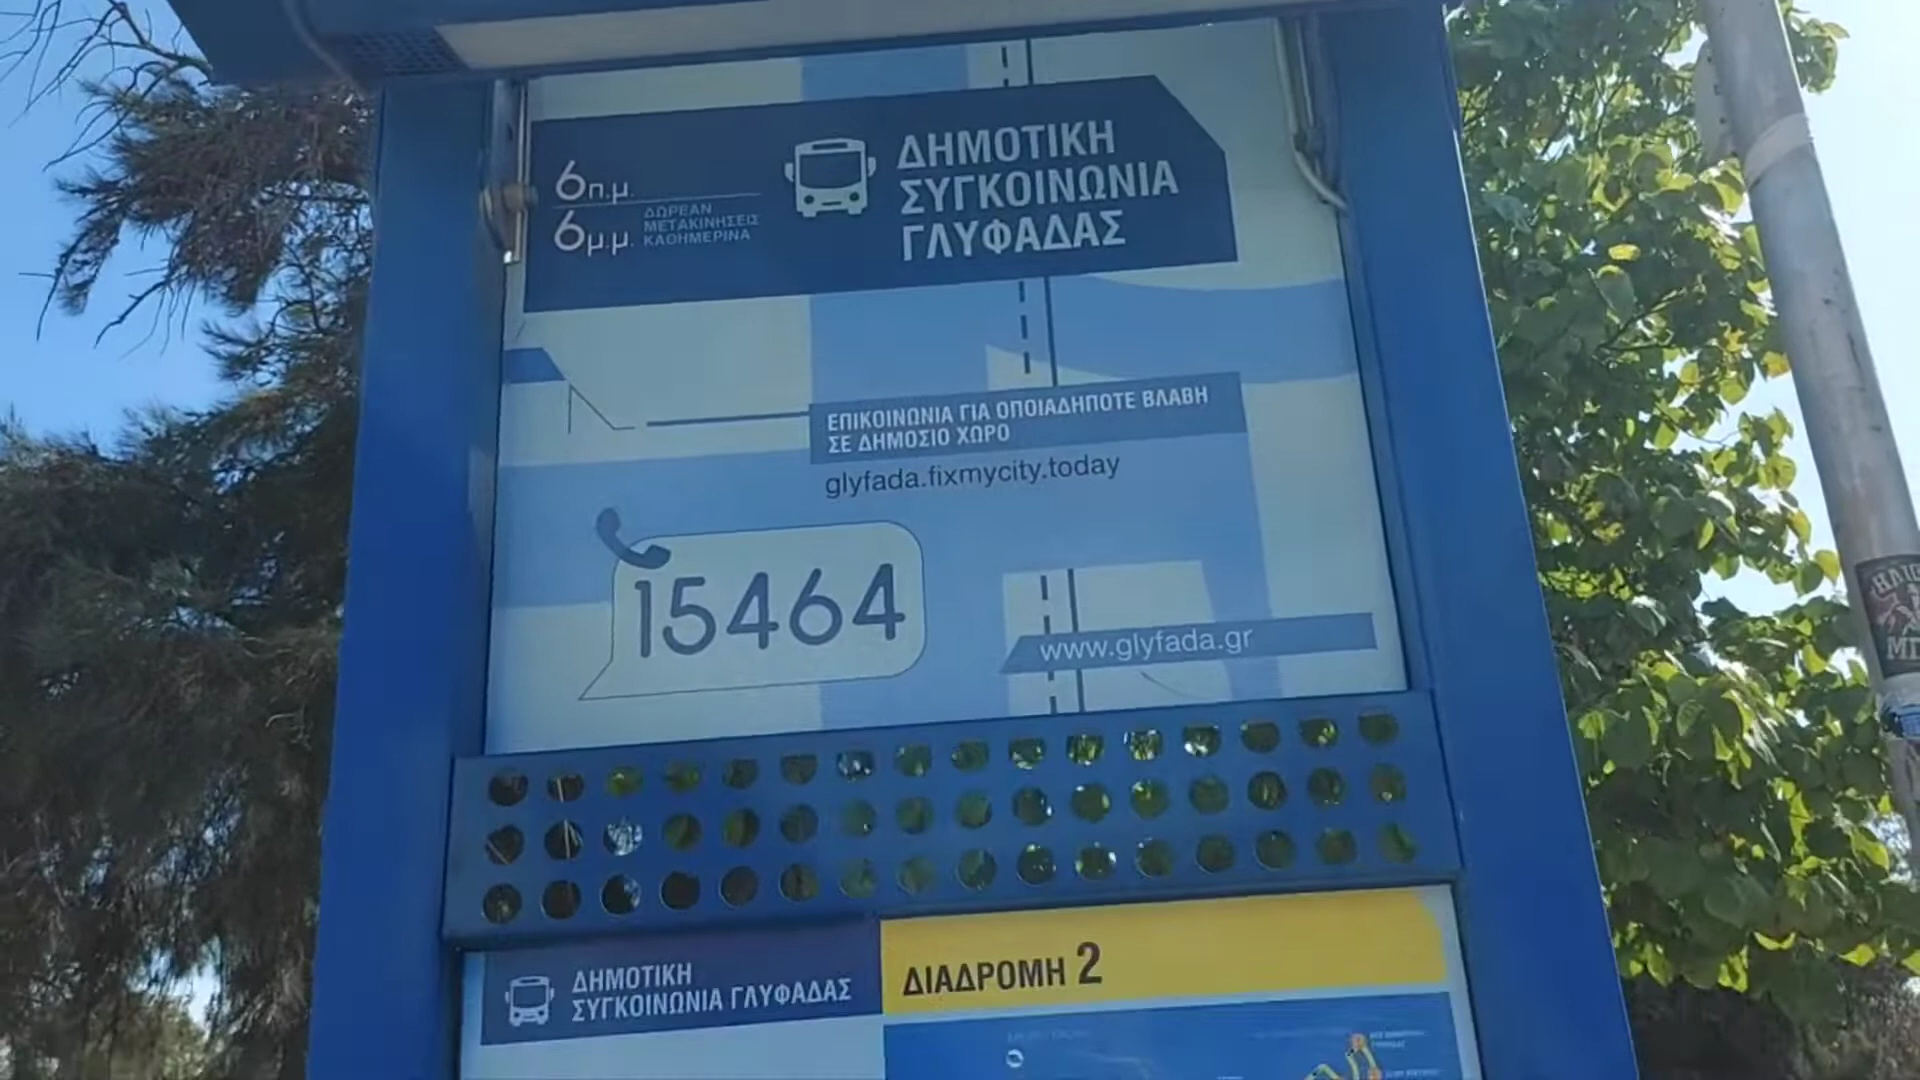 6π.μ.
6μ.μ.
ΔΩΡΕΑΝ
ΜΕΤΑΚΙΝΗΣΕΙΣ
ΚΑΘΗΜΕΡΙΝΑ
ΔΗΜΟΤΙΚΗ
ΣΥΓΚΟΙΝΩΝΙΑ
ΓΛΥΦΑΔΑΣ
ΕΠΙΚΟΙΝΩΝΙΑ ΓΙΑ ΟΠΟΙΑΔΗΠΟΤΕ ΒΛΑΒΗ
ΣΕ ΔΗΜΟΣΙΟ ΧΩΡΟ
glyfada.fixmycity.today
15464
www.glyfada.gr
ΔΗΜΟΤΙΚΗ
ΣΥΓΚΟΙΝΩΝΙΑ ΓΛΥΦΑΔΑΣ
ΔΙΑΔΡΟΜΗ 2